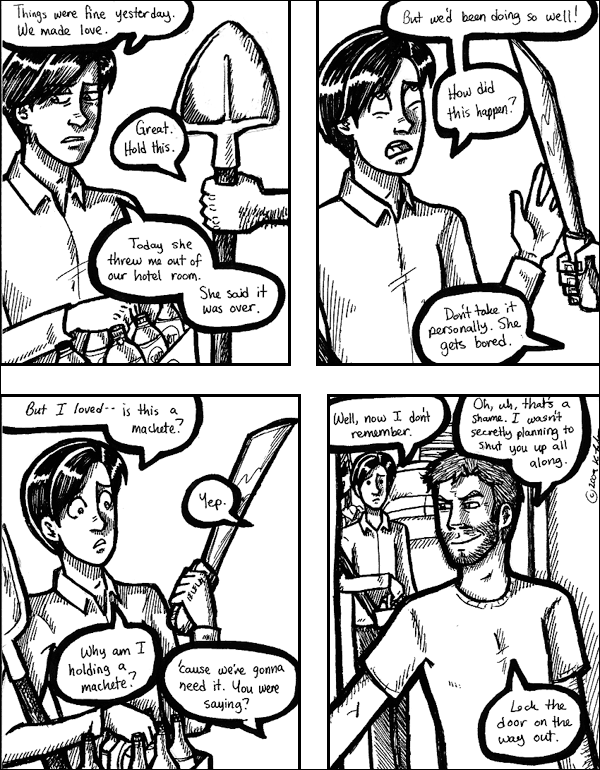 Things were fine yesterday.
We made love.
Great.
Hold this.
Today she
threw me out of
our hotel room.
She said it
was over.
But we'd been doing so well!
How did
this happen?
Don't take it
personally. She
gets bored.
But I loved-- is this a
machete?
Yep.
Why am I
holding a
machete?
'cause we're gonna
need it. You were
saying?
Well, now I don't
remember.
Oh, uh, that's a
shame. I wasn't
secretly planning to
shut you up all
along.
Lock the
door on the
way out.
©2009